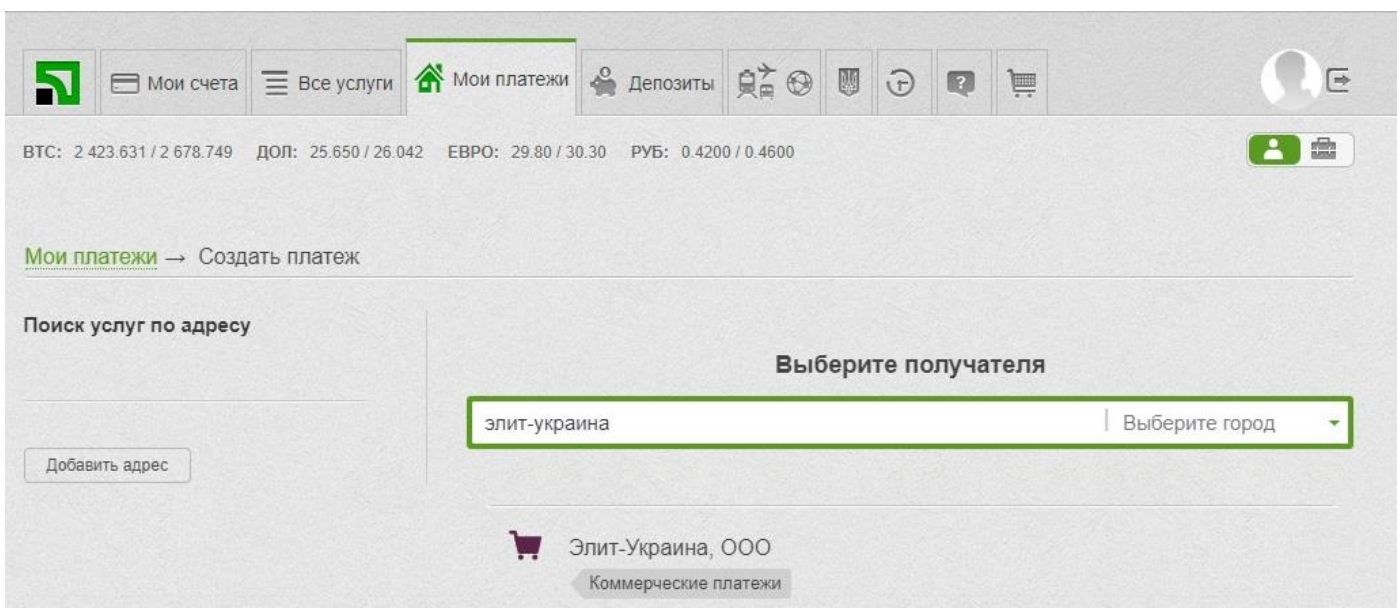 Мои счета Все услуги Мои платежи Депозиты
BTC: 2 423.631 / 2 678.749 ДОЛ: 25.650 / 26.042 ЕВРО: 29.80 / 30.30 РУБ: 0.4200 / 0.4600
Мои платежи → Создать платеж
Поиск услуг по адресу
Выберите получателя
элит-украина Выберите город
Добавить адрес
Элит-Украина, ООО
Коммерческие платежи